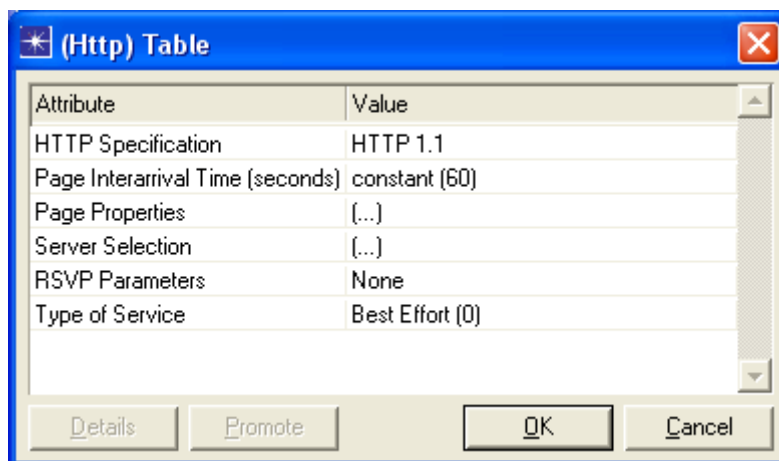 (Http) Table
Attribute Value
HTTP Specification HTTP 1.1
Page Interarrival Time (seconds) constant (60)
Page Properties (...)
Server Selection (...)
RSVP Parameters None
Type of Service Best Effort (0)
Details Promote OK Cancel